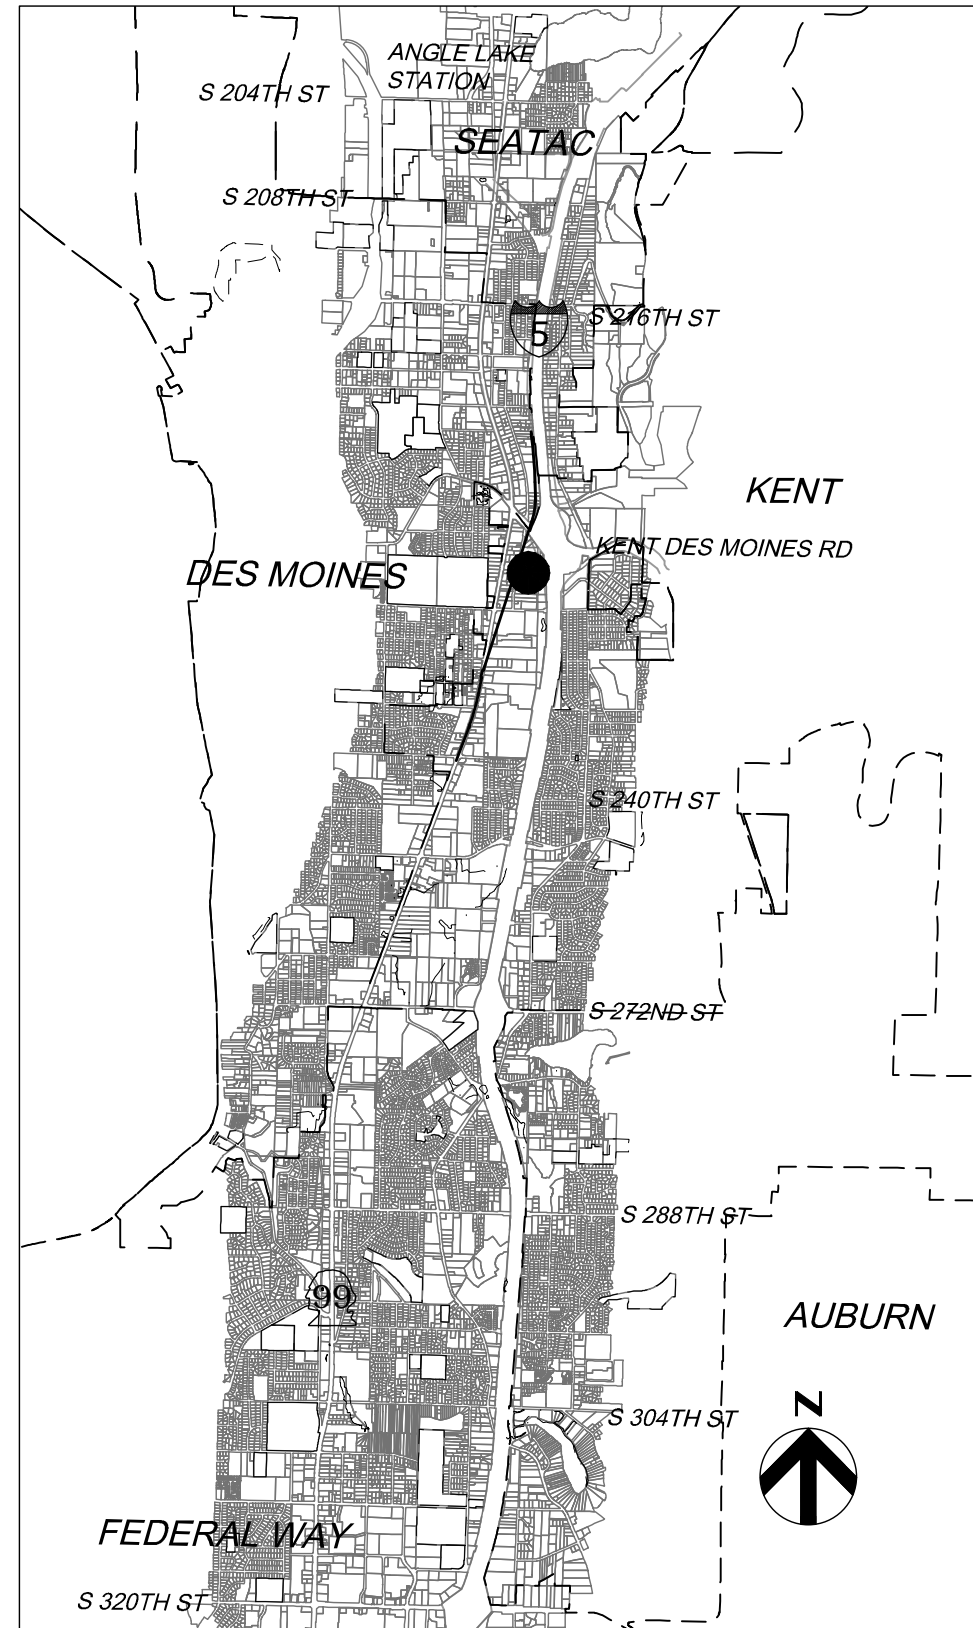 ANGLE LAKE
STATION
S 204TH ST
SEATAC
S 208TH ST
S 216TH ST
5
KENT
KENT DES MOINES RD
DES MOINES
S 240TH ST
S 272ND ST
S 288TH ST
99
AUBURN
N
S 304TH ST
FEDERAL WAY
S 320TH ST